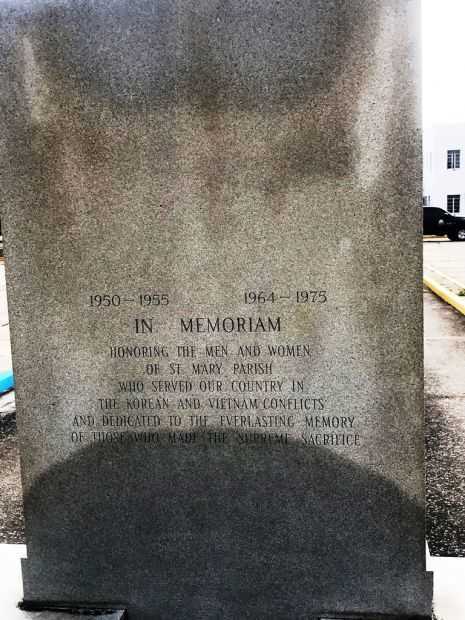 1950 – 1955 1964 – 1975
IN MEMORIAM
HONORING THE MEN AND WOMEN
OF ST MARY PARISH
WHO SERVED OUR COUNTRY IN
THE KOREAN AND VIETNAM CONFLICTS
AND DEDICATED TO THE EVERLASTING MEMORY
OF THOSE WHO MADE THE SUPREME SACRIFICE